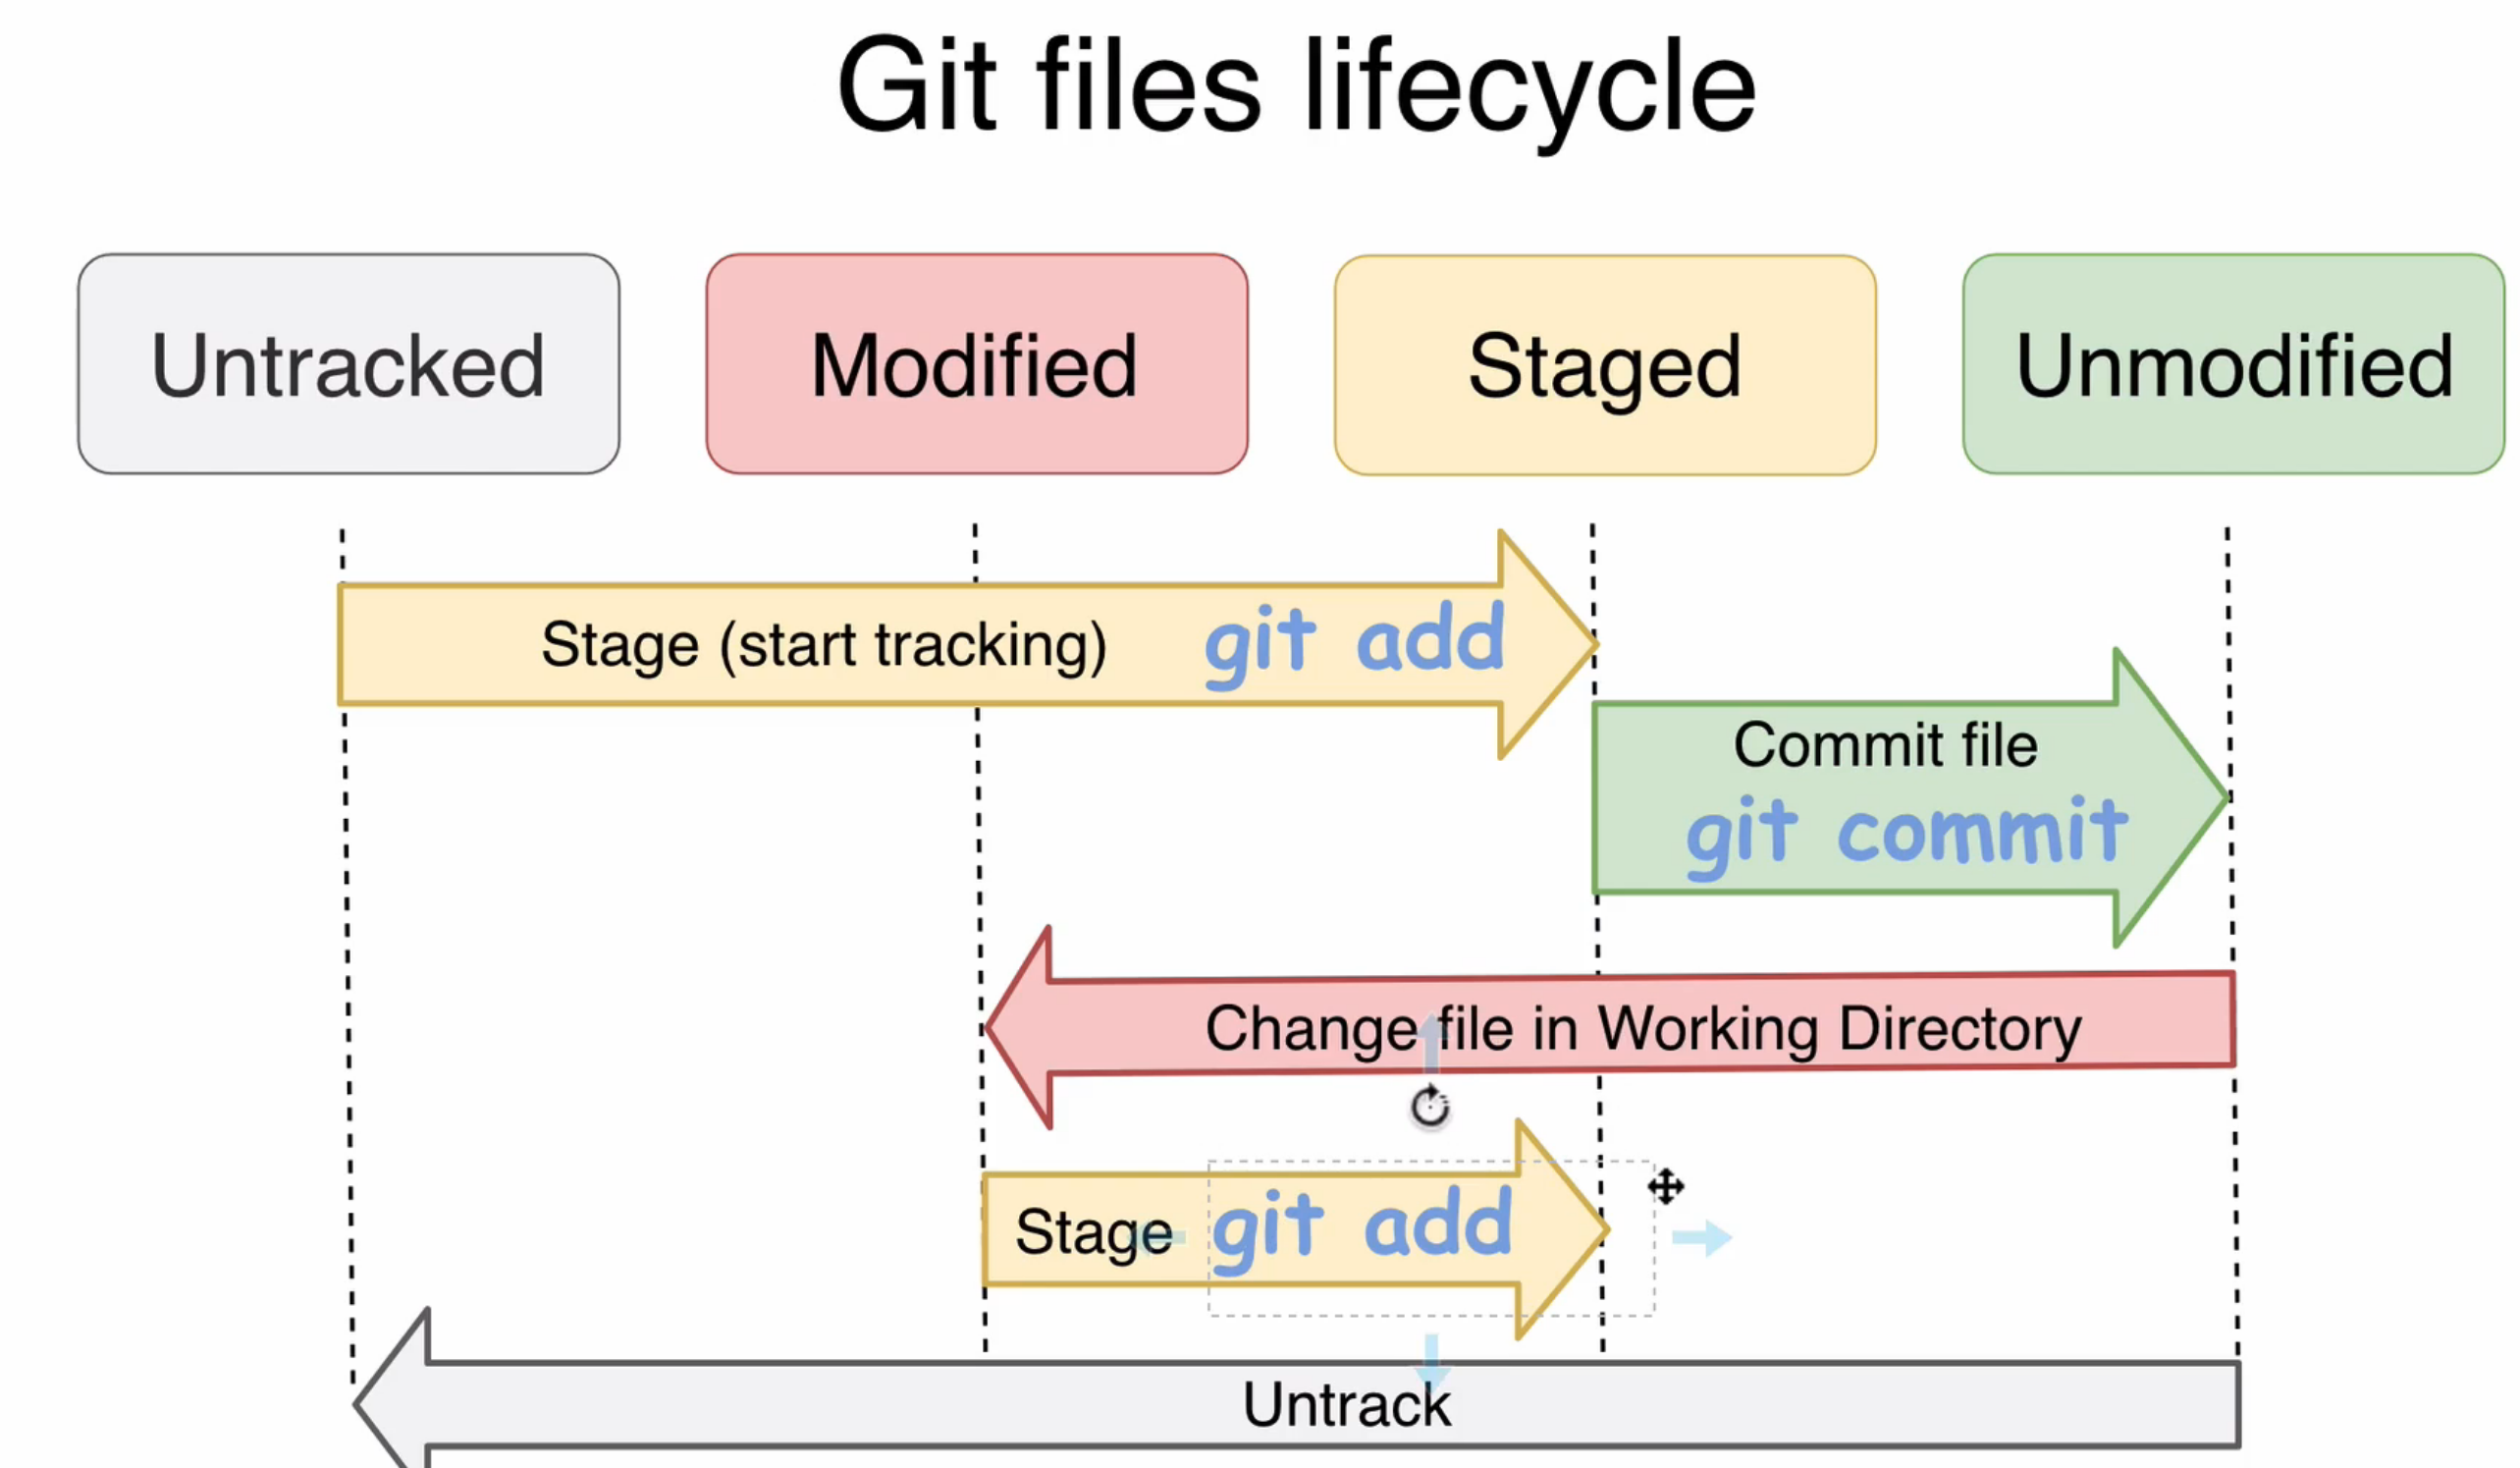 Git files lifecycle
Untracked
Modified
Staged
Unmodified
Stage (start tracking) git add
Commit file
git commit
Change file in Working Directory
Stage git add
Untrack